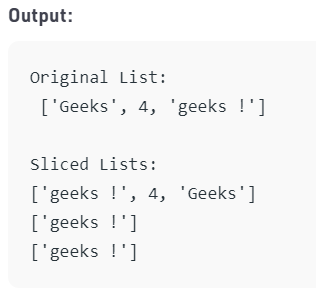 Output:
Original List:
['Geeks', 4, 'geeks !']
Sliced Lists:
['geeks !', 4, 'Geeks']
['geeks !']
['geeks !']